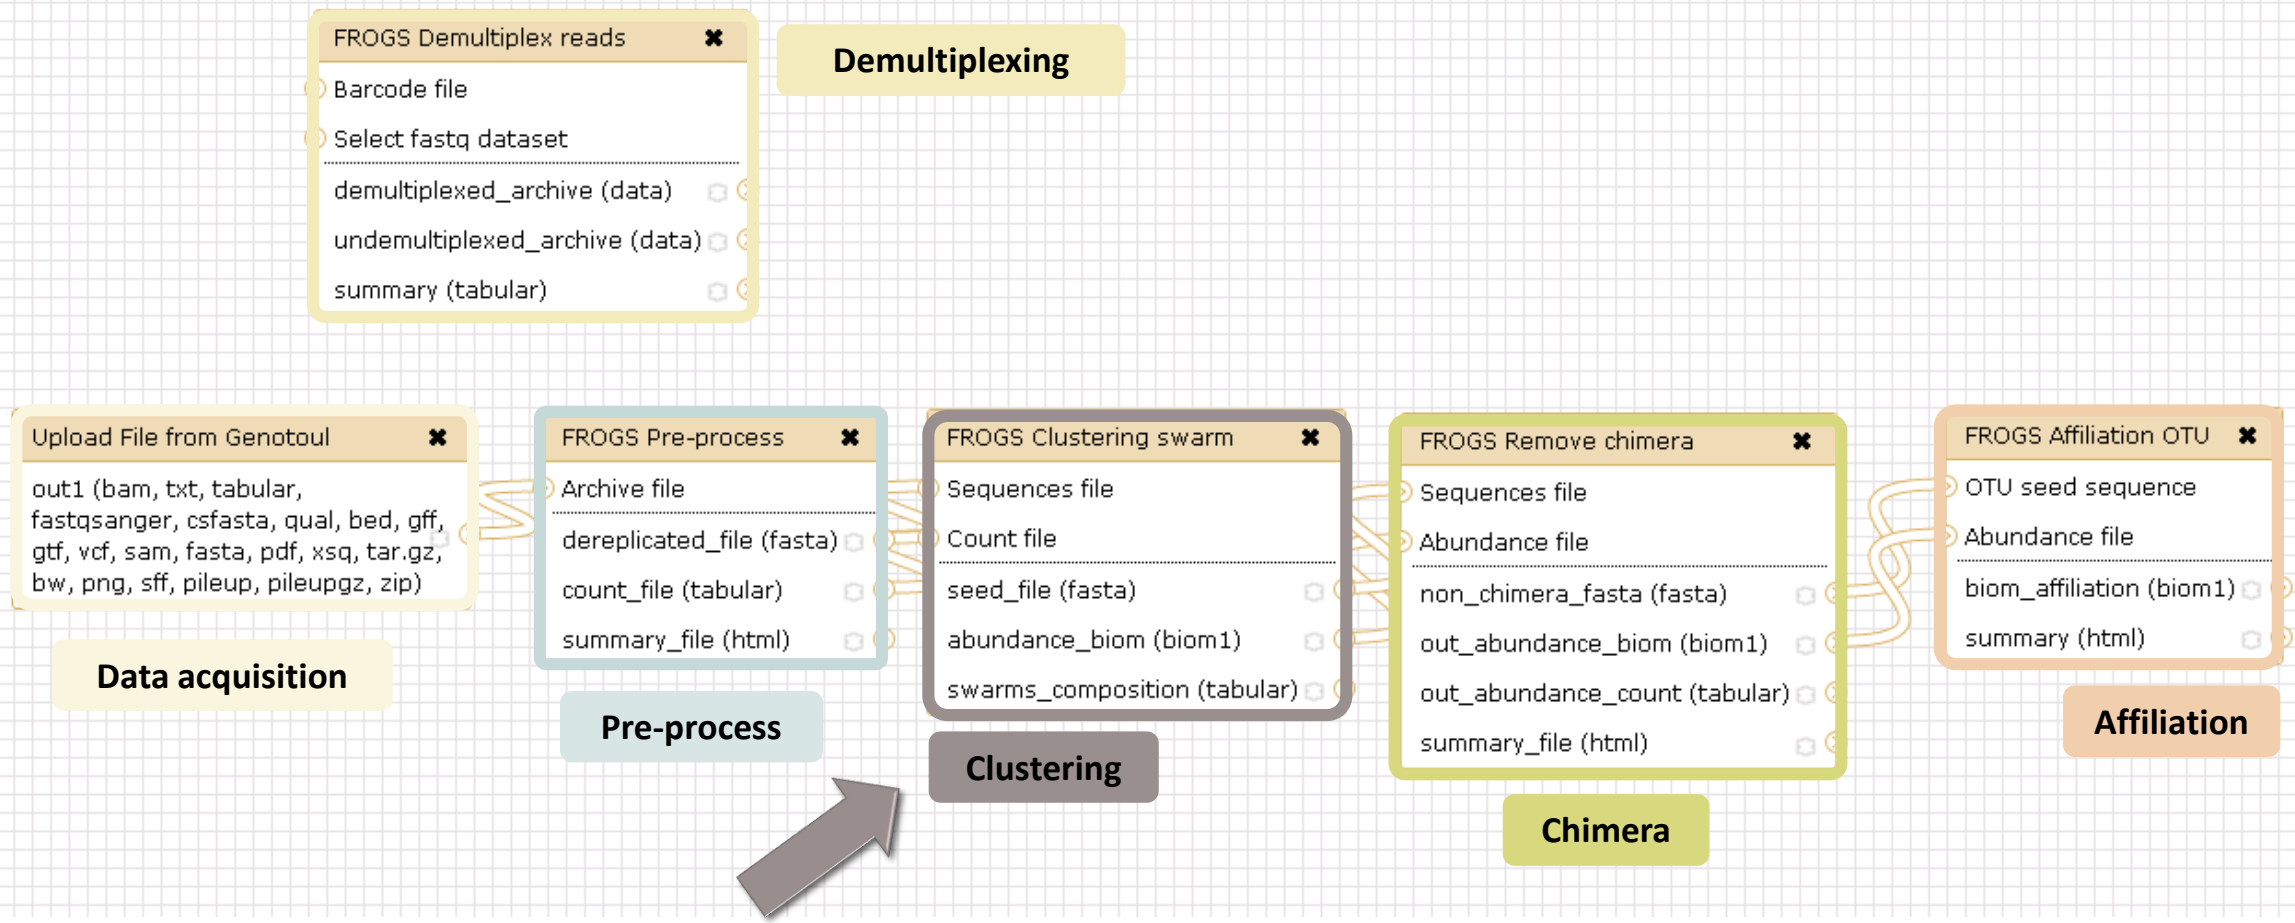 FROGS Demultiplex reads
Barcode file
Select fastq dataset
demultiplexed_archive (data)
undemultiplexed_archive (data)
summary (tabular)
Demultiplexing
Upload File from Genotoul
out1 (bam, txt, tabular,
fastqsanger, csfasta, qual, bed, gff,
gtf, vcf, sam, fasta, pdf, xsq, tar.gz,
bw, png, sff, pileup, pileupgz, zip)
Data acquisition
FROGS Pre-process
Archive file
dereplicated_file (fasta)
count_file (tabular)
summary_file (html)
Pre-process
FROGS Clustering swarm
Sequences file
Count file
seed_file (fasta)
abundance_biom (biom1)
swarms_composition (tabular)
Clustering
FROGS Remove chimera
Sequences file
Abundance file
non_chimera_fasta (fasta)
out_abundance_biom (biom1)
out_abundance_count (tabular)
summary_file (html)
Chimera
FROGS Affiliation OTU
OTU seed sequence
Abundance file
biom_affiliation (biom1)
summary (html)
Affiliation